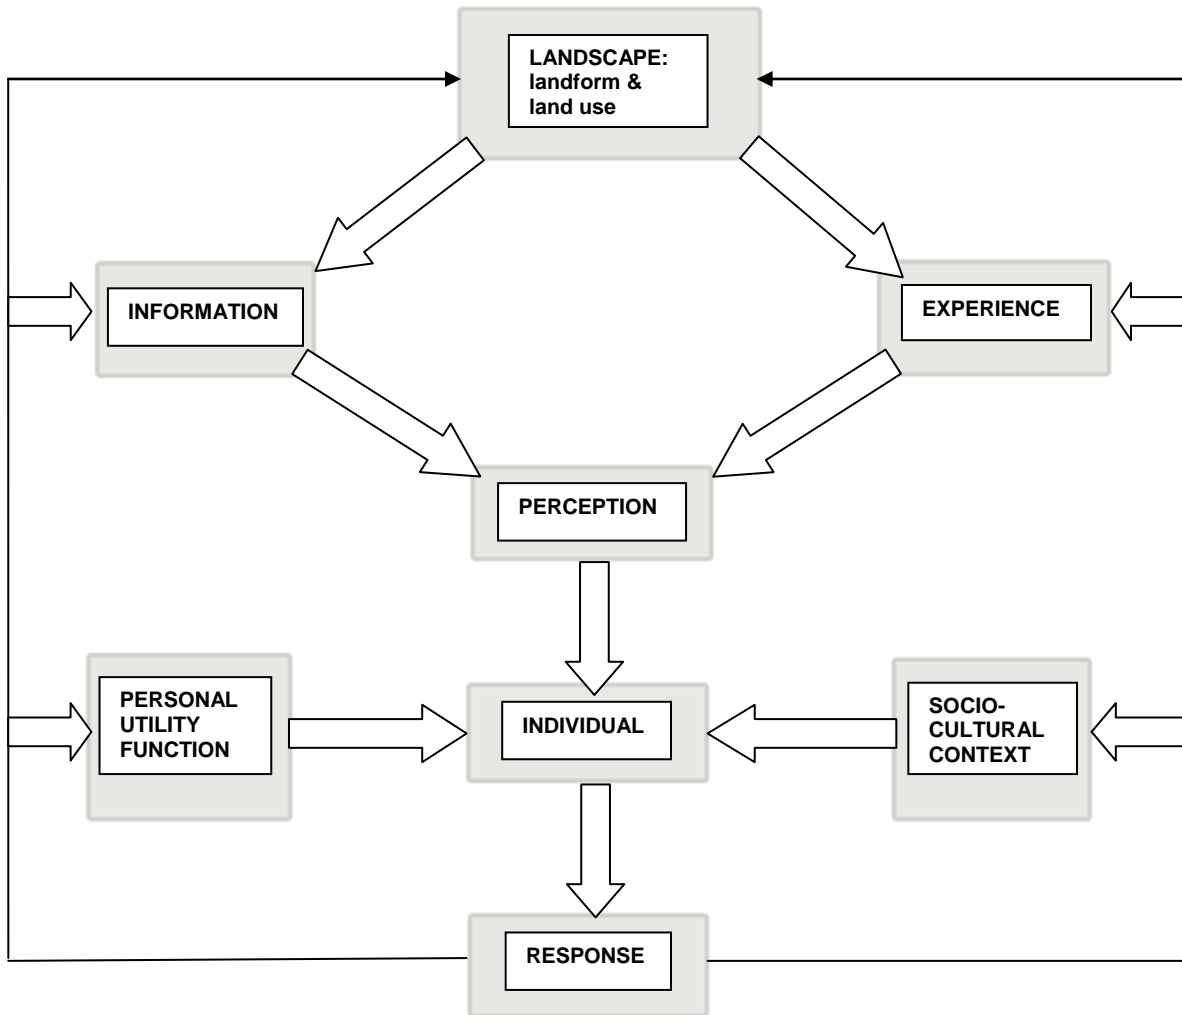 LANDSCAPE:
landform &
land use
INFORMATION
EXPERIENCE
PERCEPTION
PERSONAL
UTILITY
FUNCTION
INDIVIDUAL
SOCIO-
CULTURAL
CONTEXT
RESPONSE